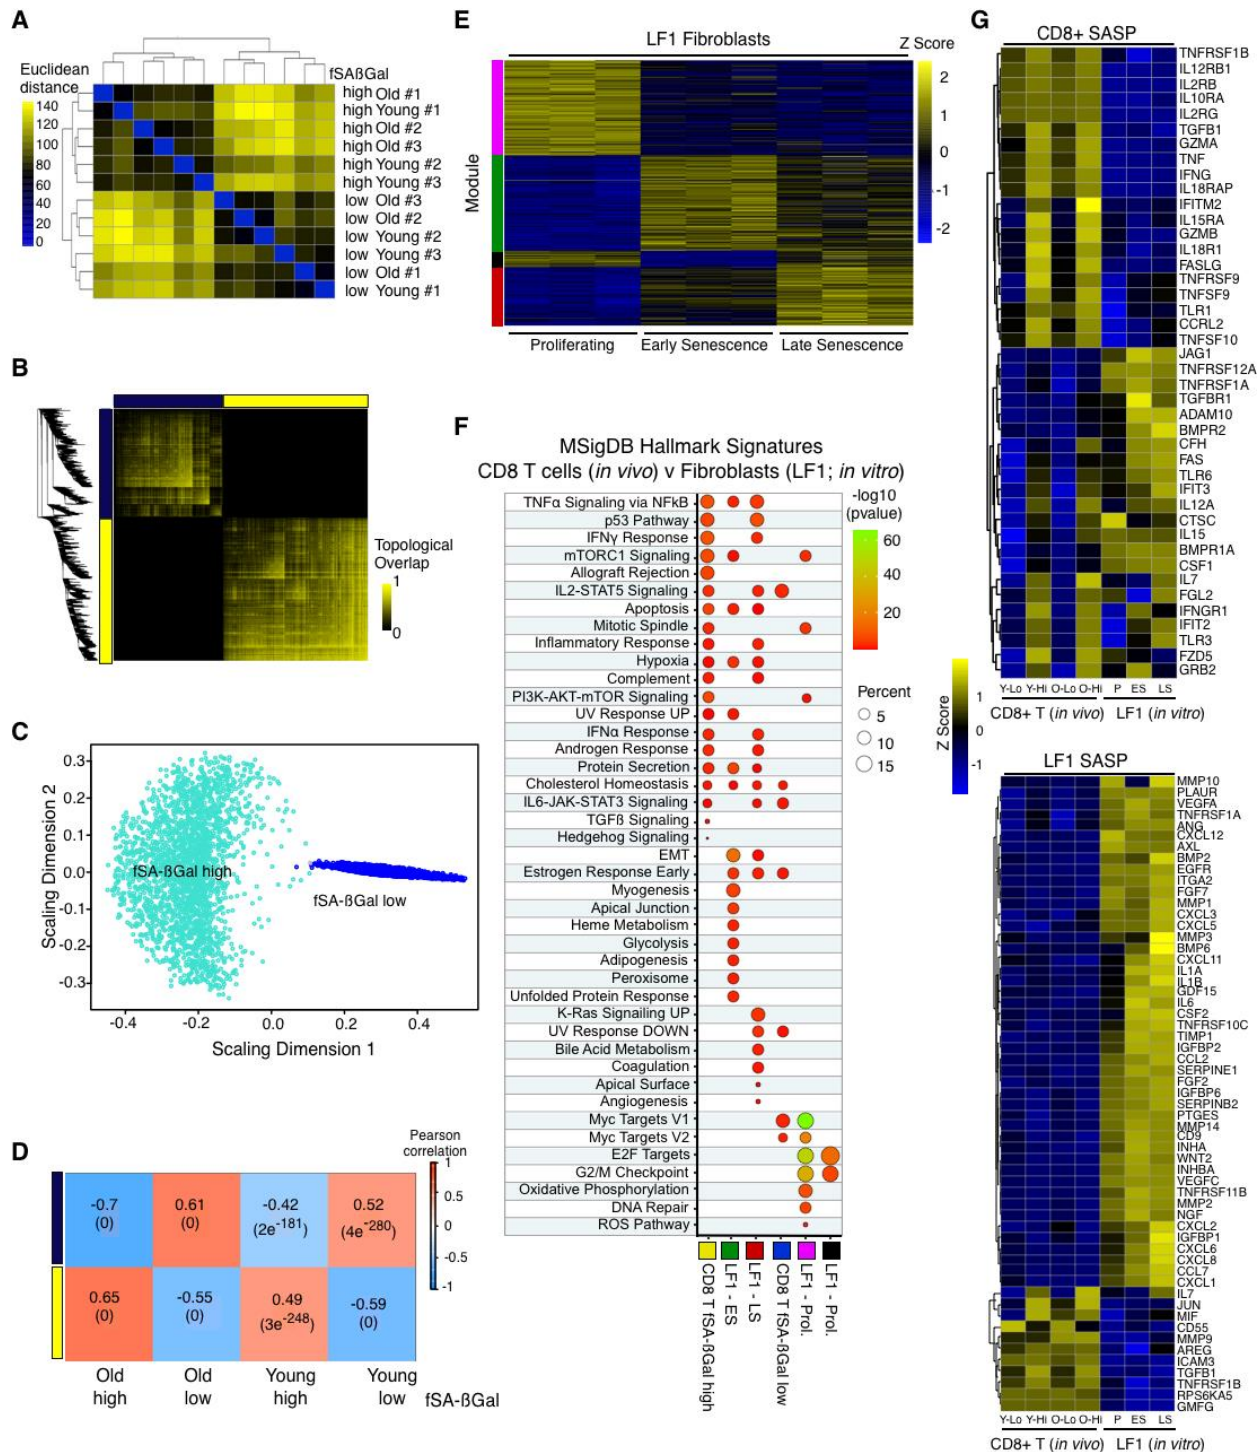 A
Euclidean
distance
140
120
100
80
60
40
20
0
fSAßGal
high Old #1
high Young #1
high Old #2
high Old #3
high Young #2
high Young #3
low Old #3
low Old #2
low Young #2
low Young #3
low Old #1
low Young #1
B
Topological
Overlap
1
0
C
Scaling Dimension 2
0.3
0.2
0.1
0.0
-0.1
-0.2
-0.3
fSA-ßGal high
fSA-ßGal low
-0.4 -0.2 0.0 0.2 0.4
Scaling Dimension 1
D
Pearson
correlation
1
0.5
0
-0.5
-1
-0.7 0.61 -0.42 0.52
(0) (0) (2e-181) (4e-280)
0.65 -0.55 0.49 -0.59
(0) (0) (3e-248) (0)
Old Old Young Young
high low high low fSA-ßGal
E
LF1 Fibroblasts
Z Score
2
1
0
-1
-2
Module
Proliferating Early Senescence Late Senescence
F
MSigDB Hallmark Signatures
CD8 T cells (in vivo) v Fibroblasts (LF1; in vitro)
TNFα Signaling via NFkB
p53 Pathway
IFNγ Response
mTORC1 Signaling
Allograft Rejection
IL2-STAT5 Signaling
Apoptosis
Mitotic Spindle
Inflammatory Response
Hypoxia
Complement
PI3K-AKT-mTOR Signaling
UV Response UP
IFNα Response
Androgen Response
Protein Secretion
Cholesterol Homeostasis
IL6-JAK-STAT3 Signaling
TGFß Signaling
Hedgehog Signaling
EMT
Estrogen Response Early
Myogenesis
Apical Junction
Heme Metabolism
Glycolysis
Adipogenesis
Peroxisome
Unfolded Protein Response
K-Ras Signailing UP
UV Response DOWN
Bile Acid Metabolism
Coagulation
Apical Surface
Angiogenesis
Myc Targets V1
Myc Targets V2
E2F Targets
G2/M Checkpoint
Oxidative Phosphorylation
DNA Repair
ROS Pathway
-log10
(pvalue)
60
40
20
Percent
5
10
15
CD8 T fSA-ßGal high
LF1 - ES
LF1 - LS
CD8 T fSA-ßGal low
LF1 - Prol.
LF1 - Prol.
G
CD8+ SASP
TNFRSF1B
IL12RB1
IL2RB
IL10RA
IL2RG
TGFB1
GZMA
TNF
IFNG
IL18RAP
IFITM2
IL15RA
GZMB
IL18R1
FASLG
TNFRSF9
TNFSF9
TLR1
CCRL2
TNFSF10
JAG1
TNFRSF12A
TNFRSF1A
TGFBR1
ADAM10
BMPR2
CFH
FAS
TLR6
IFIT3
IL12A
CTSC
IL15
BMPR1A
CSF1
IL7
FGL2
IFNGR1
IFIT2
TLR3
FZD5
GRB2
Y-Lo Y-Hi O-Lo O-Hi P ES LS
CD8+ T (in vivo) LF1 (in vitro)
Z Score
1
0
-1
LF1 SASP
MMP10
PLAUR
VEGFA
TNFRSF1A
ANG
CXCL12
AXL
BMP2
EGFR
ITGA2
FGF7
MMP1
CXCL3
CXCL5
MMP3
BMP6
CXCL11
IL1A
IL1B
GDF15
IL6
CSF2
TNFRSF10C
TIMP1
IGFBP2
CCL2
SERPINE1
FGF2
IGFBP6
SERPINB2
PTGES
MMP14
CD9
INHA
WNT2
INHBA
VEGFC
TNFRSF11B
MMP2
NGF
CXCL2
IGFBP1
CXCL6
CXCL8
CCL7
CXCL1
IL7
JUN
MIF
CD55
MMP9
AREG
ICAM3
TGFB1
TNFRSF1B
RPS6KA5
GMFG
Y-Lo Y-Hi O-Lo O-Hi P ES LS
CD8+ T (in vivo) LF1 (in vitro)